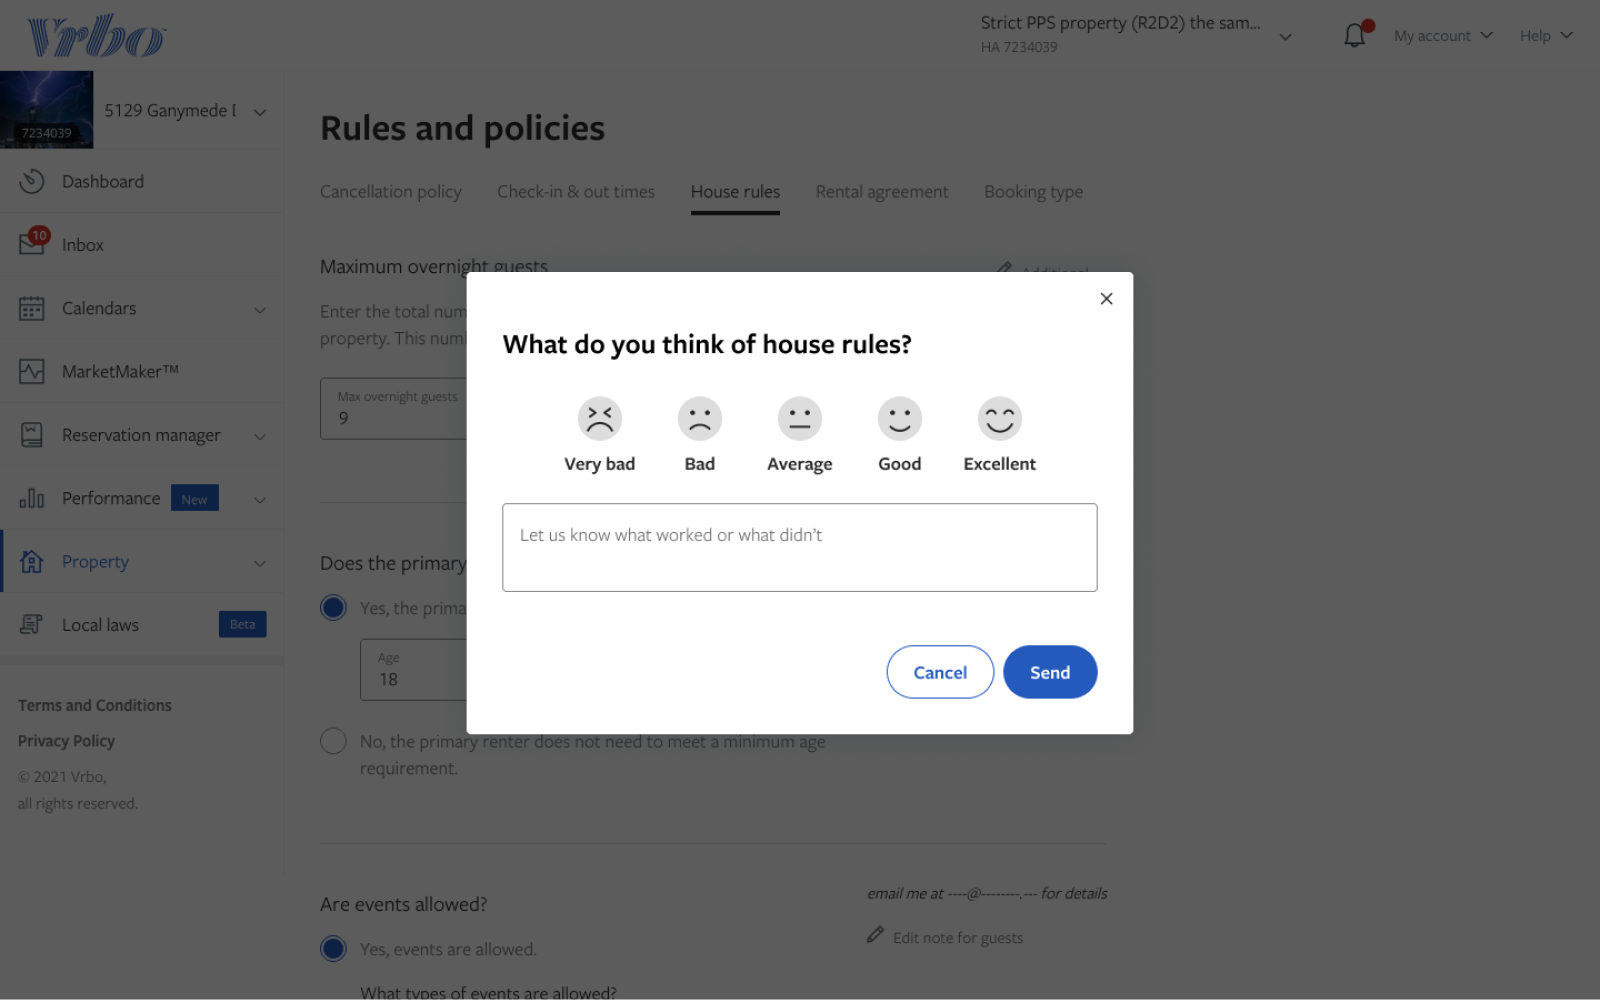 Vrbo
Strict PPS property (R2D2) the sam...
HA 7234039
My account
Help
7234039
5129 Ganymede
Dashboard
10
Inbox
Calendars
MarketMaker™
Reservation manager
Performance
New
Property
Local laws
Beta
Terms and Conditions
Privacy Policy
© 2021 Vrbo,
all rights reserved.
Rules and policies
Cancellation policy
Check-in & out times
House rules
Rental agreement
Booking type
Maximum overnight guests
Additional
Enter the total num
property. This num
Max overnight guests
9
Does the primary
Yes, the prima
Age
18
No, the primary renter does not need to meet a minimum age
requirement.
Are events allowed?
Yes, events are allowed.
What types of events are allowed?
email me at ----@--------.--- for details
Edit note for guests
What do you think of house rules?
Very bad
Bad
Average
Good
Excellent
Let us know what worked or what didn't
Cancel
Send